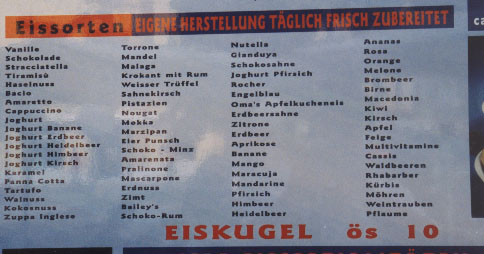 Eissorten EIGENE HERSTELLUNG TÄGLICH FRISCH ZUBEREITET
Vanille
Schokolade
Stracciatella
Tiramisù
Haselnuss
Bacio
Amaretto
Cappuccino
Joghurt
Joghurt Banane
Joghurt Erdbeer
Joghurt Heidelbeer
Joghurt Himbeer
Joghurt Kirsch
Karamel
Panna Cotta
Tartufo
Walnuss
Kokosnuss
Zuppa Inglese
Torrone
Mandel
Malaga
Krokant mit Rum
Weisser Trüffel
Sahnekirsch
Pistazien
Nougat
Mokka
Marzipan
Eier Punsch
Schoko - Minz
Amarenata
Pralinone
Mascarpone
Erdnuss
Zimt
Bailey's
Schoko-Rum
Nutella
Gianduya
Schokosahne
Joghurt Pfirsich
Rocher
Engelblau
Oma's Apfelkucheneis
Erdbeersahne
Zitrone
Erdbeer
Aprikose
Banane
Mango
Maracuja
Mandarine
Pfirsich
Himbeer
Heidelbeer
Ananas
Rosa
Orange
Melone
Brombeer
Birne
Macedonia
Kiwi
Kirsch
Apfel
Feige
Multivitamine
Cassis
Waldbeeren
Rhabarber
Kürbis
Möhren
Weintrauben
Pflaume
EISKUGEL ös 10
ca